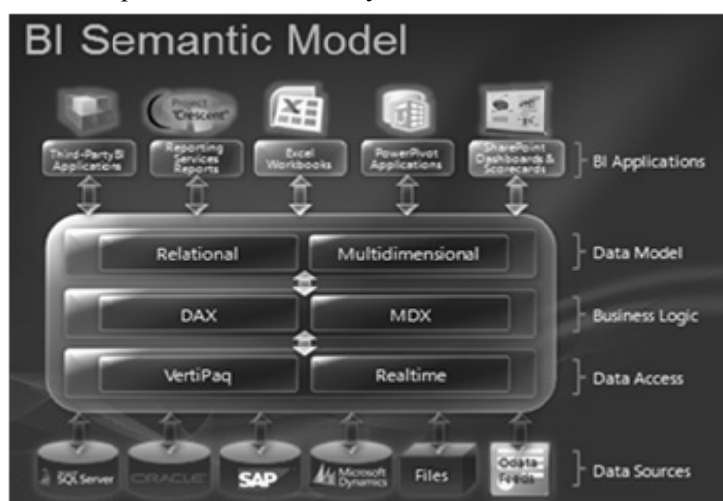 BI Semantic Model
Project
"Crescent"
Third-Party BI
Applications
Reporting
Services
Reports
Excel
Workbooks
PowerPivot
Applications
SharePoint
Dashboards &
Scorecards
BI Applications
Relational
Multidimensional
Data Model
DAX
MDX
Business Logic
VertiPaq
Realtime
Data Access
Microsoft
SQL Server
ORACLE
SAP
Microsoft
Dynamics
Files
Odata
Feeds
Data Sources